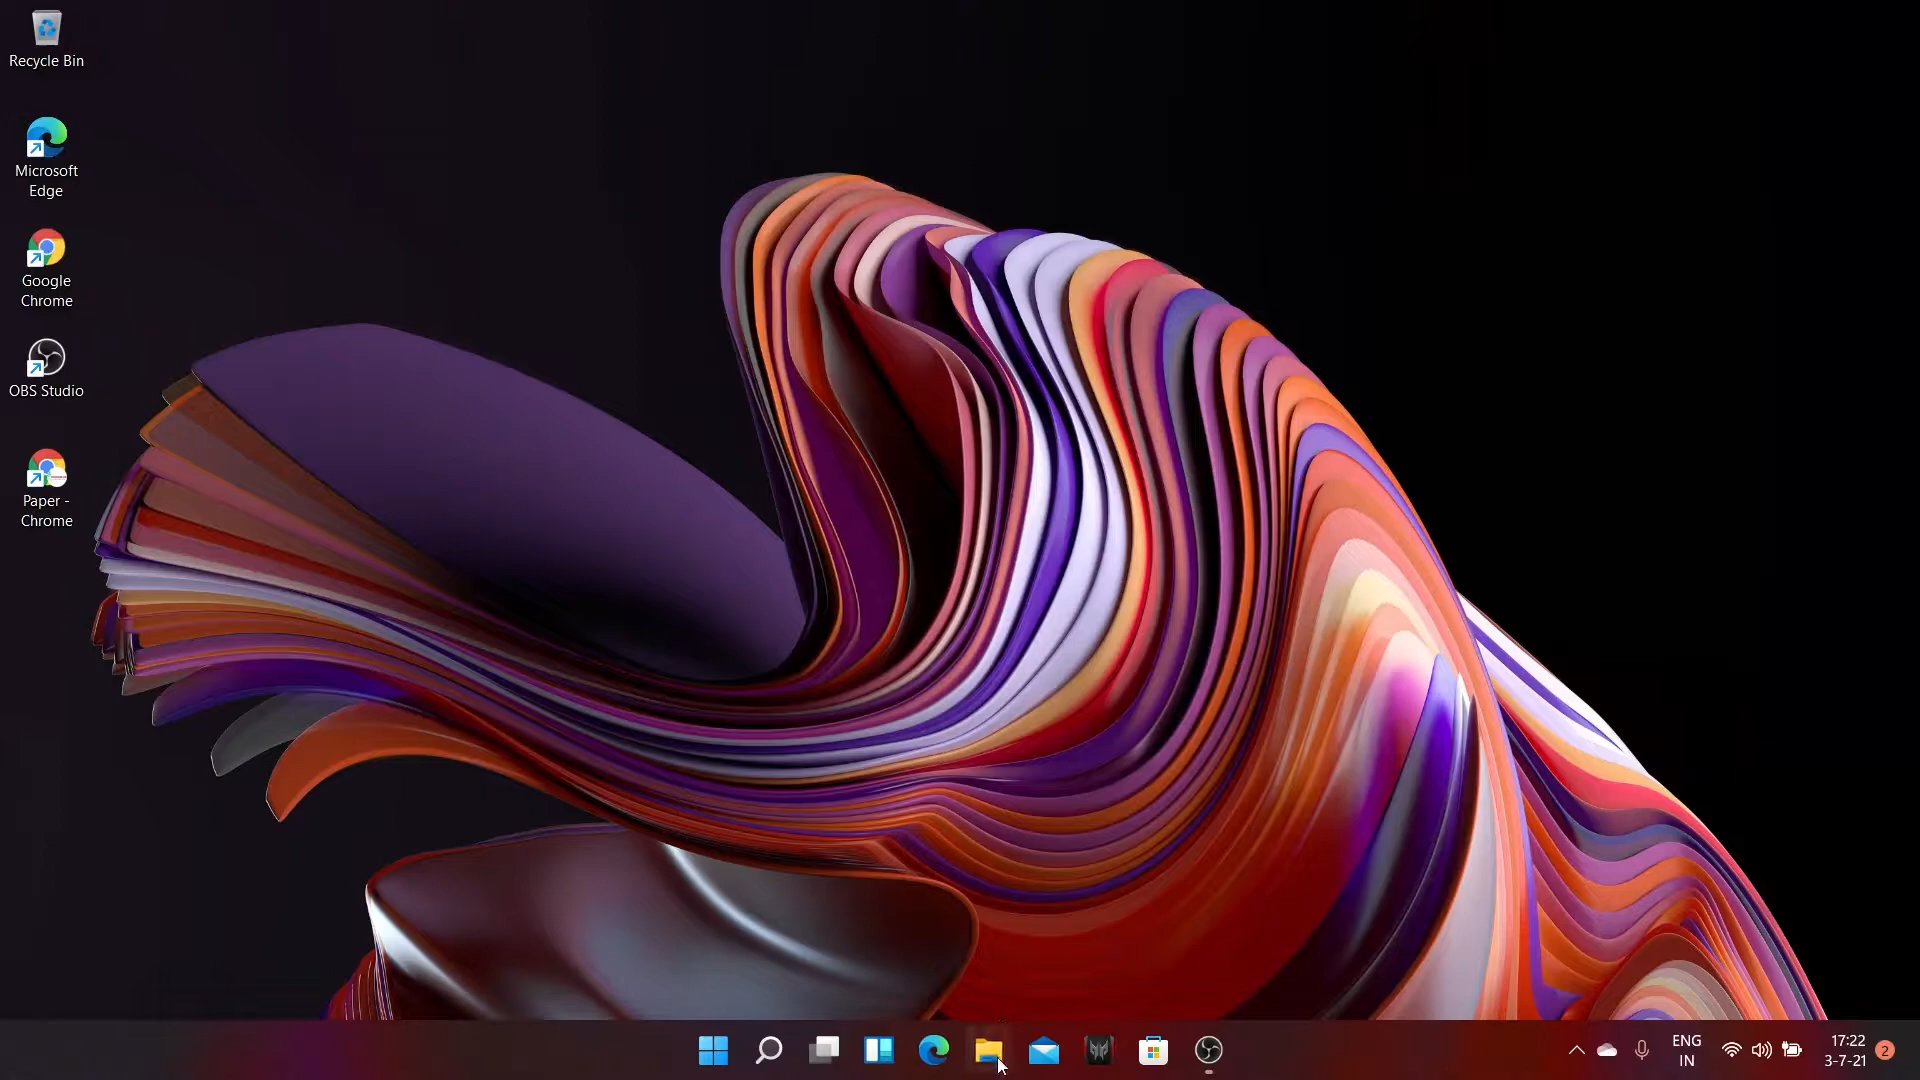 Recycle Bin
Microsoft
Edge
Google
Chrome
OBS Studio
Paper -
Chrome
ENG
IN
17:22
3-7-21
2